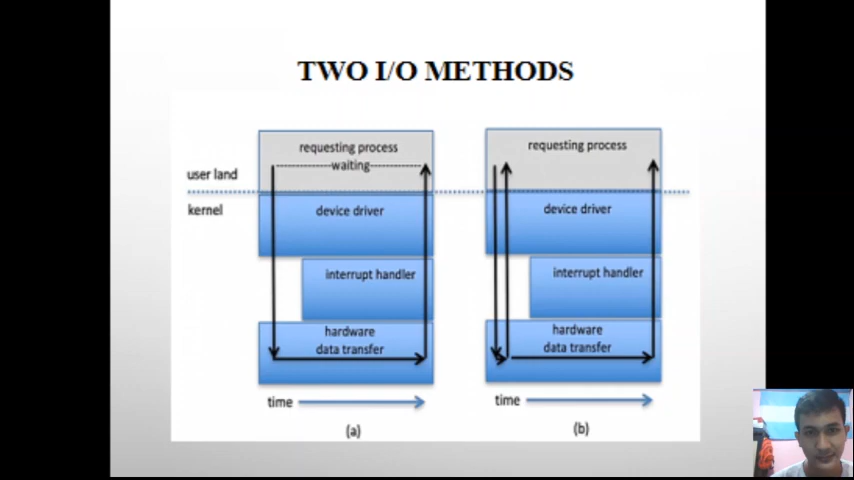 TWO I/O METHODS
requesting process
waiting
user land
kernel
device driver
interrupt handler
hardware
data transfer
time
(a)
requesting process
device driver
interrupt handler
hardware
data transfer
time
(b)